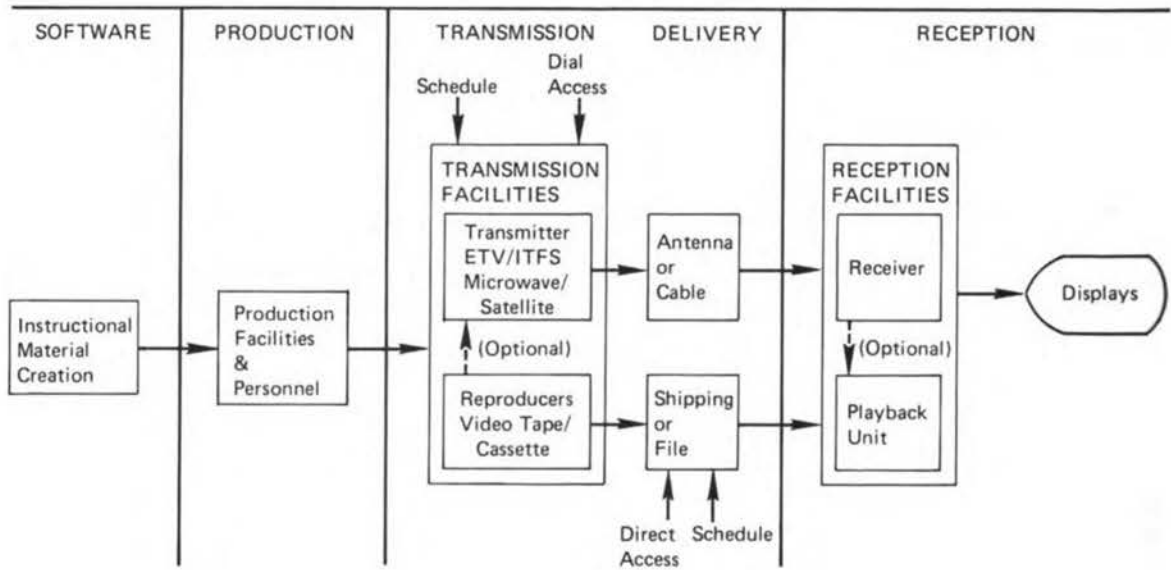 SOFTWARE
PRODUCTION
TRANSMISSION
DELIVERY
RECEPTION
Schedule
Dial
Access
TRANSMISSION
FACILITIES
Transmitter
ETV/ITFS
Microwave/
Satellite
(Optional)
Reproducers
Video Tape/
Cassette
Antenna
or
Cable
Shipping
or
File
Direct
Access
Schedule
RECEPTION
FACILITIES
Receiver
(Optional)
Playback
Unit
Displays
Instructional
Material
Creation
Production
Facilities
&
Personnel